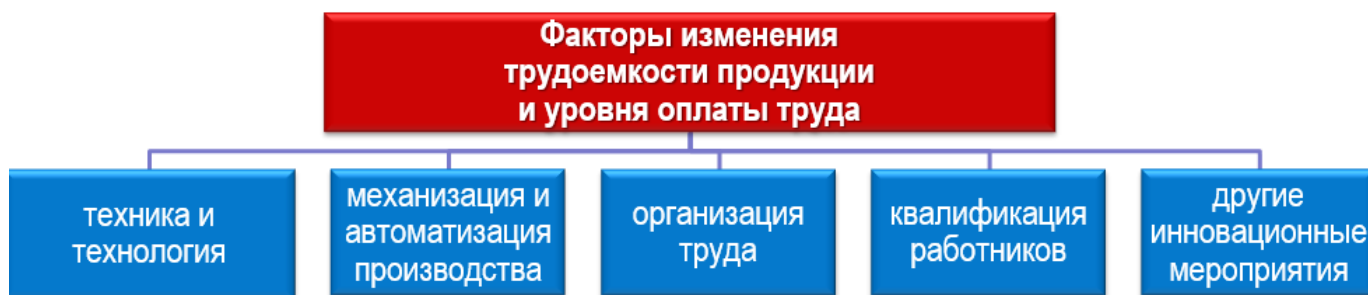 Факторы изменения
трудоемкости продукции
и уровня оплаты труда
техника и
технология
механизация и
автоматизация
производства
организация
труда
квалификация
работников
другие
инновационные
мероприятия